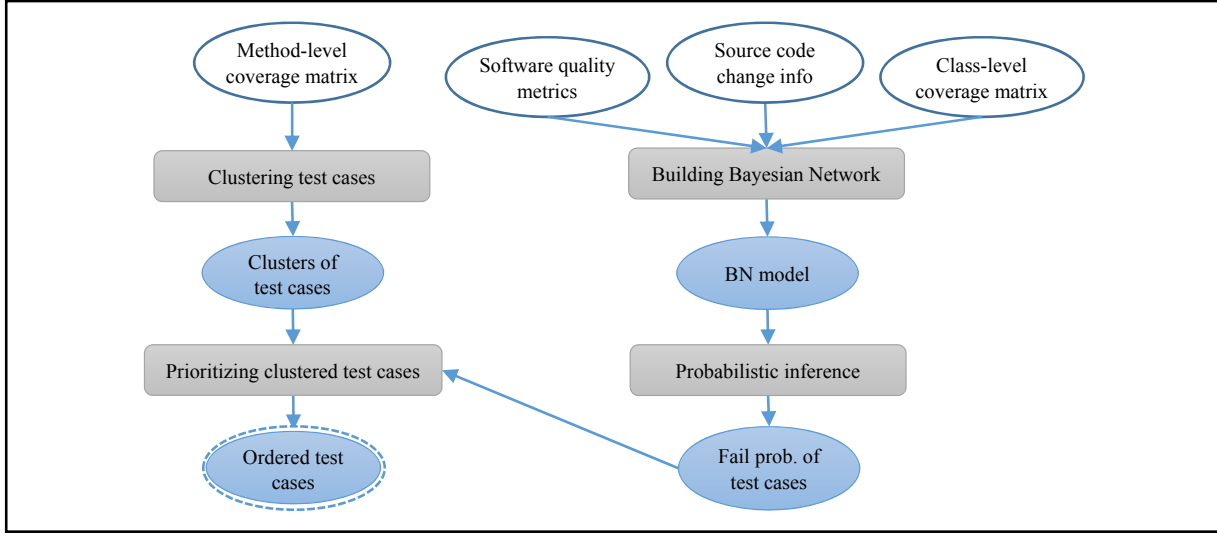 Method-level
coverage matrix
Software quality
metrics
Source code
change info
Class-level
coverage matrix
Clustering test cases
Building Bayesian Network
Clusters of
test cases
BN model
Prioritizing clustered test cases
Probabilistic inference
Ordered test
cases
Fail prob. of
test cases